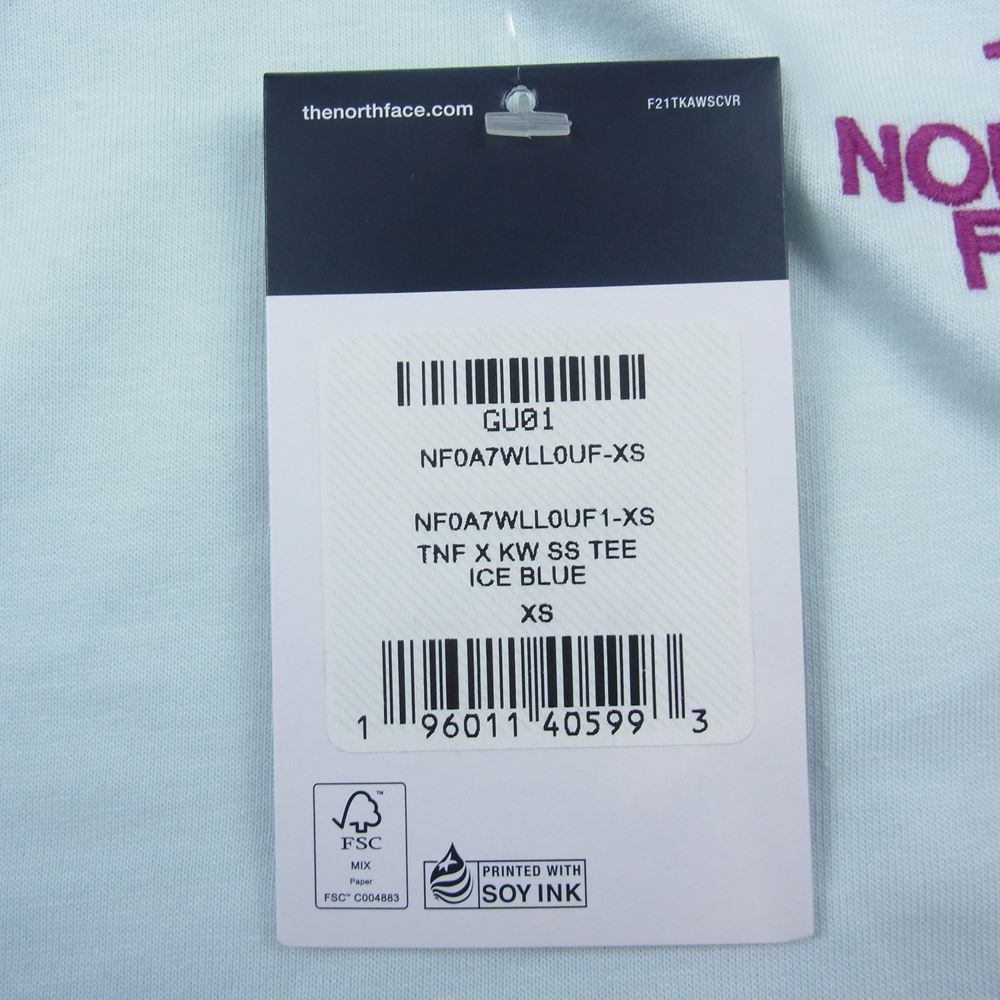 thenorthface.com
F21TKAWSCVR
NO
F
GU01
NF0A7WLL0UF-XS
NF0A7WLL0UF1-XS
TNF X KW SS TEE
ICE BLUE
XS
1 96011 40599 3
FSC
MIX
Paper
FSC™ C004883
PRINTED WITH
SOY INK